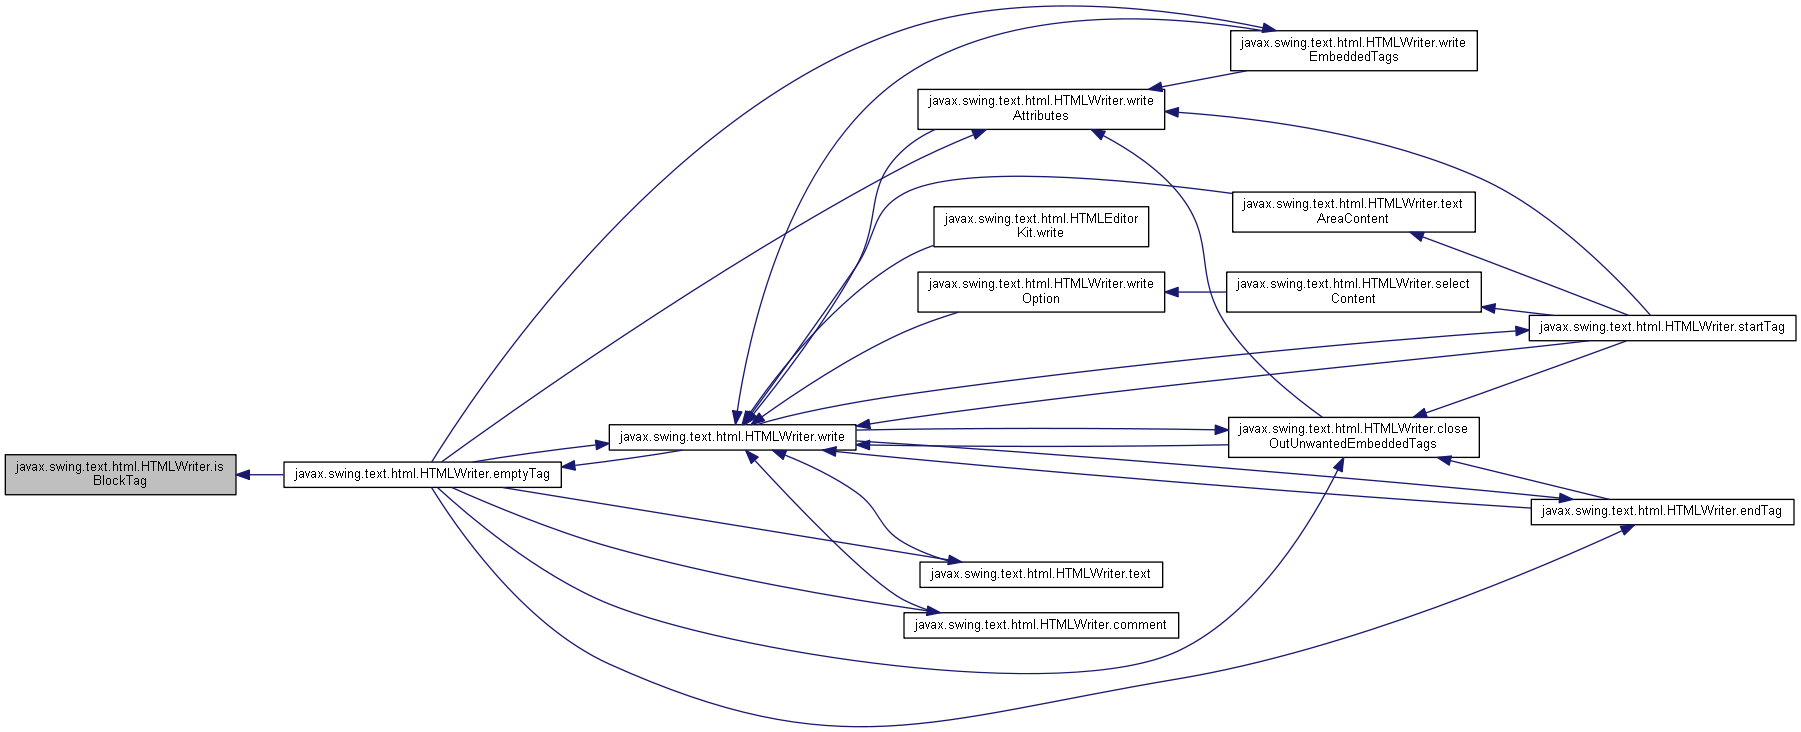 javax.swing.text.html.HTMLWriter.write
EmbeddedTags
javax.swing.text.html.HTMLWriter.write
Attributes
javax.swing.text.html.HTMLWriter.text
AreaContent
javax.swing.text.html.HTMLEditor
Kit.write
javax.swing.text.html.HTMLWriter.write
Option
javax.swing.text.html.HTMLWriter.select
Content
javax.swing.text.html.HTMLWriter.startTag
javax.swing.text.html.HTMLWriter.write
javax.swing.text.html.HTMLWriter.close
OutUnwantedEmbeddedTags
javax.swing.text.html.HTMLWriter.is
BlockTag
javax.swing.text.html.HTMLWriter.emptyTag
javax.swing.text.html.HTMLWriter.endTag
javax.swing.text.html.HTMLWriter.text
javax.swing.text.html.HTMLWriter.comment